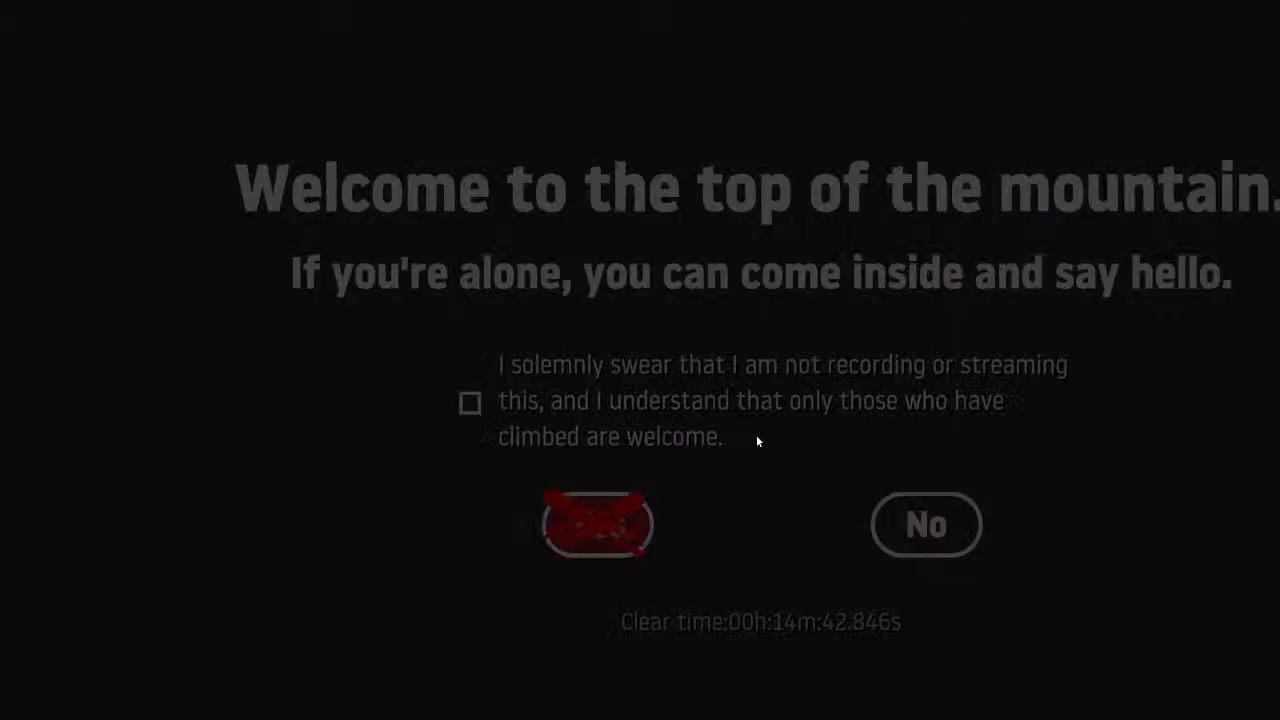 Welcome to the top of the mountain.
If you're alone, you can come inside and say hello.
I solemnly swear that I am not recording or streaming
this, and I understand that only those who have
climbed are welcome.
No
Clear time:00h:14m:42.846s